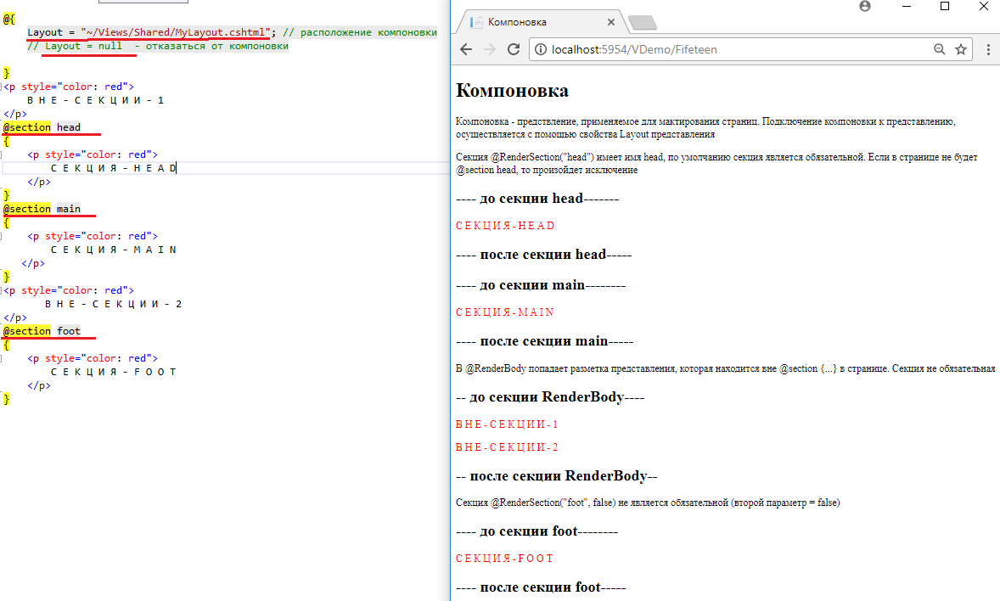 @{
Layout = "~/Views/Shared/MyLayout.cshtml"; // расположение компоновки
// Layout = null  - отказаться от компоновки
}
<p style="color: red">
В Н Е - С Е К Ц И И - 1
</p>
@section head
{
<p style="color: red">
С Е К Ц И Я - H E A D
</p>
}
@section main
{
<p style="color: red">
С Е К Ц И Я - M A I N
</p>
}
<p style="color: red">
В Н Е - С Е К Ц И И - 2
</p>
@section foot
{
<p style="color: red">
С Е К Ц И Я - F O O T
</p>
}
Компоновка
localhost:5954/VDemo/Fifeteen
Компоновка
Компоновка - предствление, применяемое для мактирования страниц. Подключение компоновки к представлению,
осуществляется с помощью свойства Layout представления
Секция @RenderSection("head") имеет имя head, по умолчанию секция является обязательной. Если в странице не будет
@section head, то произойдет исключение
---- до секции head-------
С Е К Ц И Я - H E A D
---- после секции head-----
---- до секции main--------
С Е К Ц И Я - M A I N
---- после секции main-----
В @RenderBody попадает разметка представления, которая находится вне @section {...} в странице. Секция не обязательная
-- до секции RenderBody----
В Н Е - С Е К Ц И И - 1
В Н Е - С Е К Ц И И - 2
-- после секции RenderBody--
Секция @RenderSection("foot", false) не является обязательной (второй параметр = false)
---- до секции foot--------
С Е К Ц И Я - F O O T
---- после секции foot-----